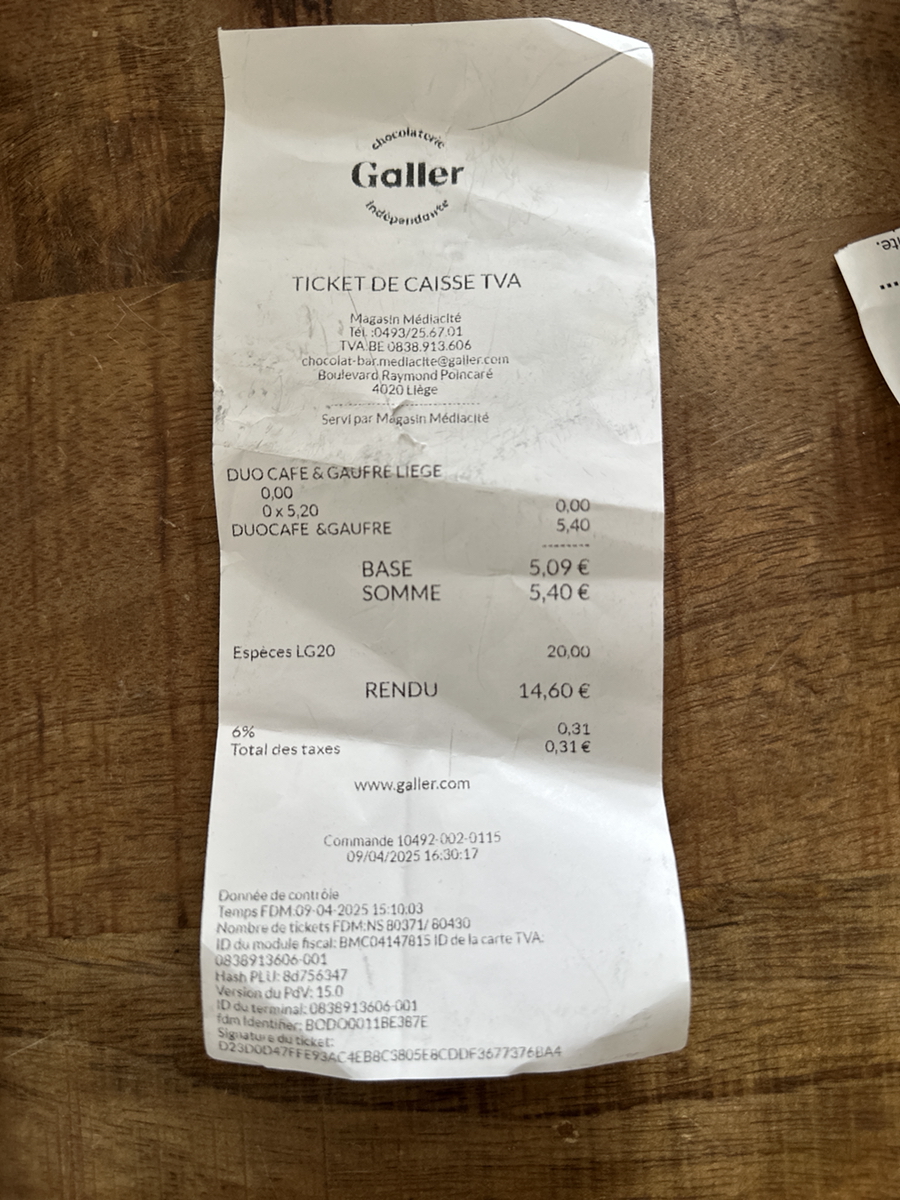 chocolaterie
Galler
indépendante
TICKET DE CAISSE TVA
Magasin Médiacité
Tél. :0493/25.67.01
TVA BE 0838.913.606
chocolat-bar.mediacite@galler.com
Boulevard Raymond Poincaré
4020 Liège
Servi par Magasin Médiacité
DUO CAFE & GAUFRE LIEGE
0,00
0 x 5,20 0,00
DUOCAFE &GAUFRE 5,40
BASE 5,09 €
SOMME 5,40 €
Espèces LG20 20,00
RENDU 14,60 €
6% 0,31
Total des taxes 0,31 €
www.galler.com
Commande 10492-002-0115
09/04/2025 16:30:17
Donnée de contrôle
Temps FDM:09-04-2025 15:10:03
Nombre de tickets FDM:NS 80371/ 80430
ID du module fiscal: BMC04147815 ID de la carte TVA:
0838913606-001
Hash PLU: 8d756347
Version du PdV: 15.0
ID du terminal: 0838913606-001
fdm Identifier: BODO0011BE387E
Signature du ticket:
D23D0D47FFE93AC4EB8C3805E8CDDF3677376BA4